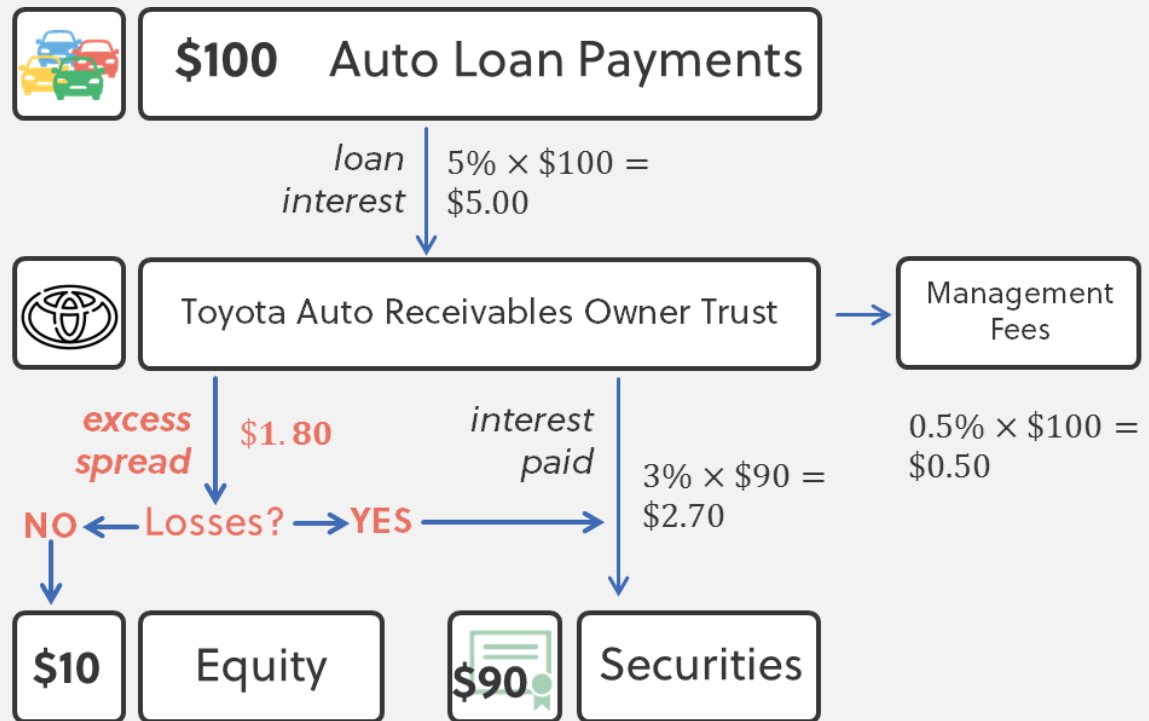 $100 Auto Loan Payments
loan
interest
5% × $100 =
$5.00
Toyota Auto Receivables Owner Trust
Management
Fees
excess
spread
$1.80
interest
paid
0.5% × $100 =
$0.50
3% × $90 =
$2.70
NO
Losses?
YES
$10
Equity
$90
Securities